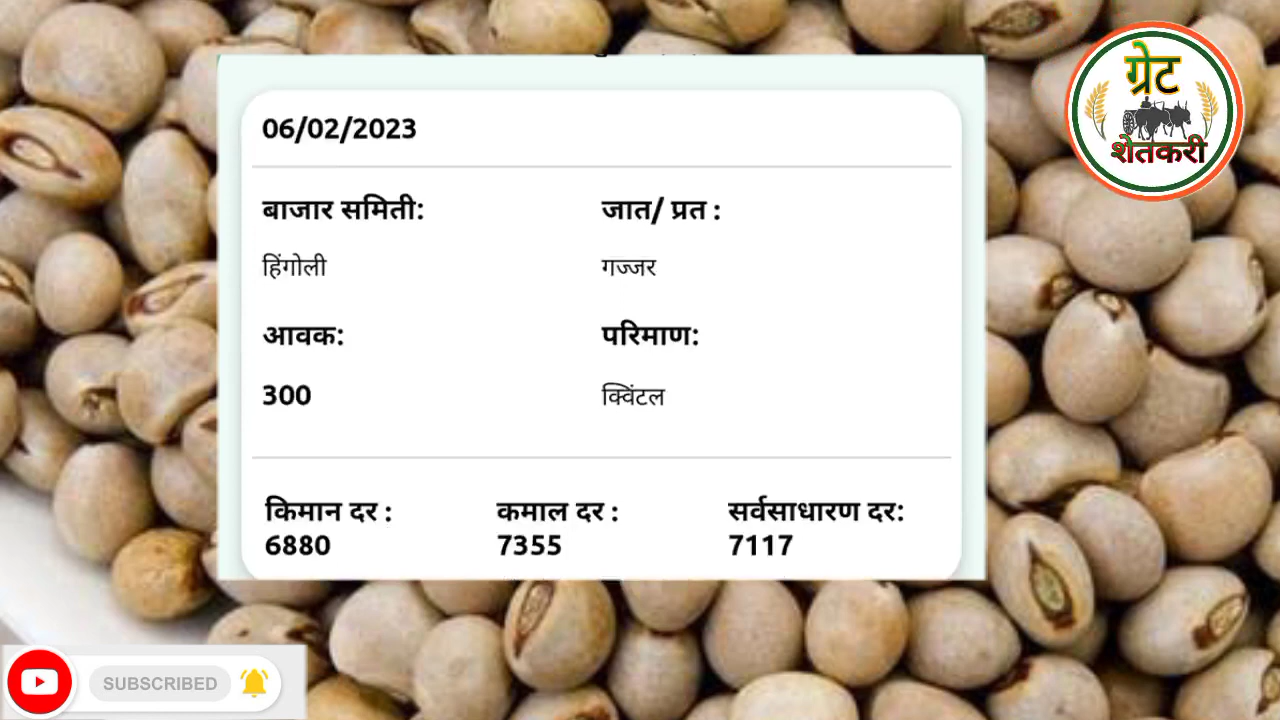 06/02/2023
बाजार समिती: जात/ प्रत :
हिंगोली गज्जर
आवक: परिमाण:
300 क्विंटल
किमान दर : कमाल दर : सर्वसाधारण दर:
6880 7355 7117
ग्रेट
शेतकरी
SUBSCRIBED